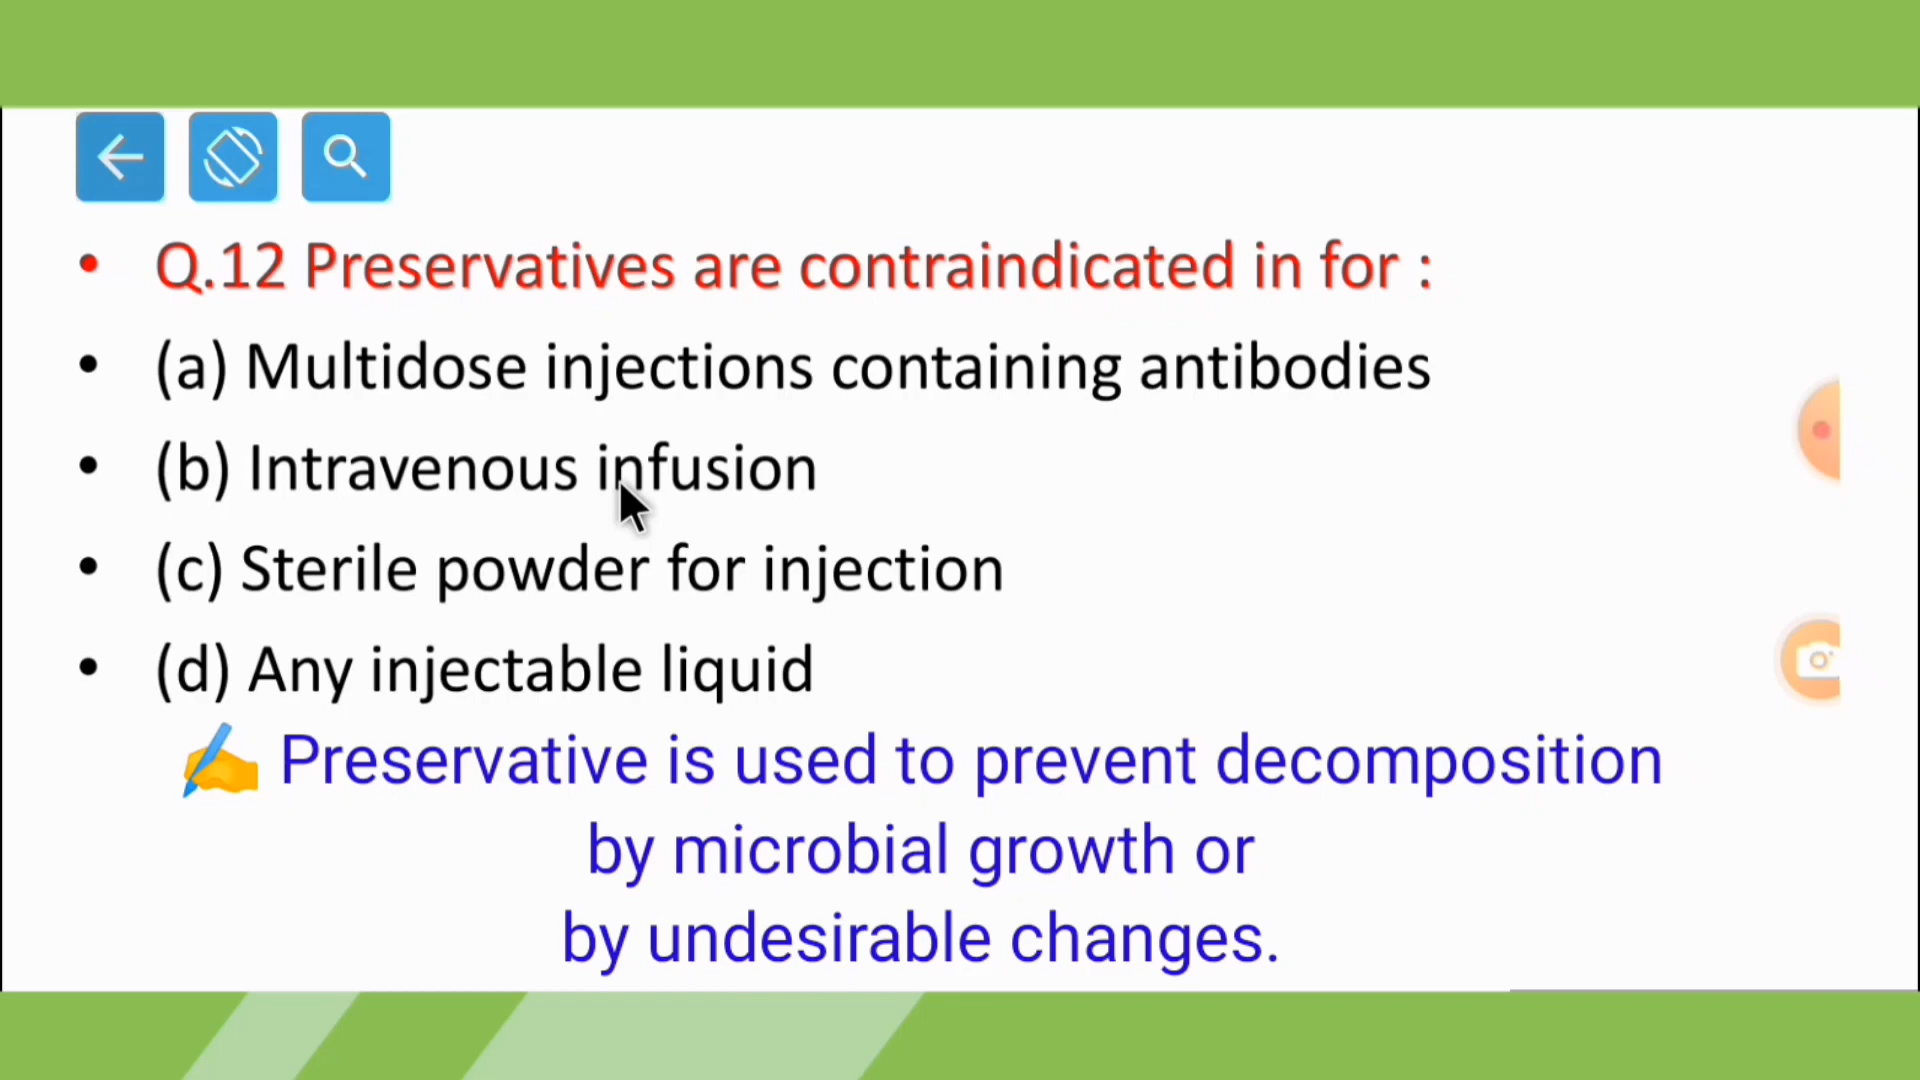 • Q.12 Preservatives are contraindicated in for :
• (a) Multidose injections containing antibodies
• (b) Intravenous infusion
• (c) Sterile powder for injection
• (d) Any injectable liquid
✍ Preservative is used to prevent decomposition
by microbial growth or
by undesirable changes.